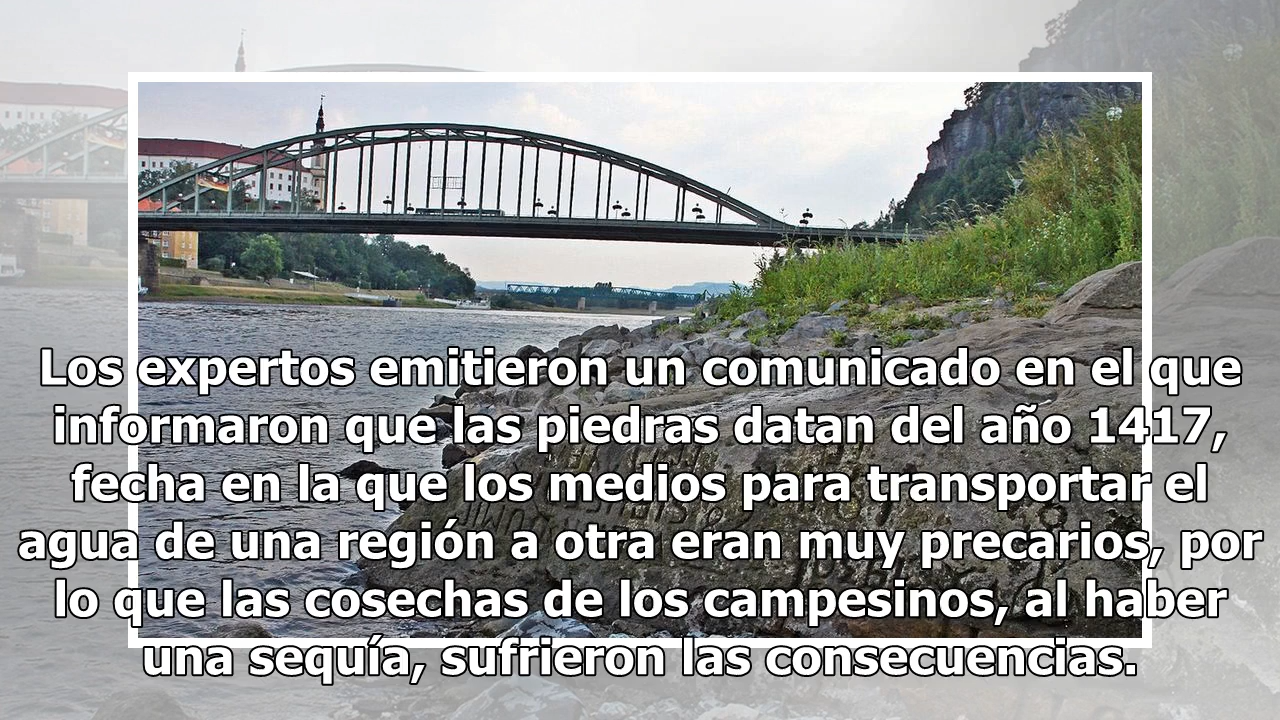 Los expertos emitieron un comunicado en el que
informaron que las piedras datan del año 1417,
fecha en la que los medios para transportar el
agua de una región a otra eran muy precarios, por
lo que las cosechas de los campesinos, al haber
una sequía, sufrieron las consecuencias.